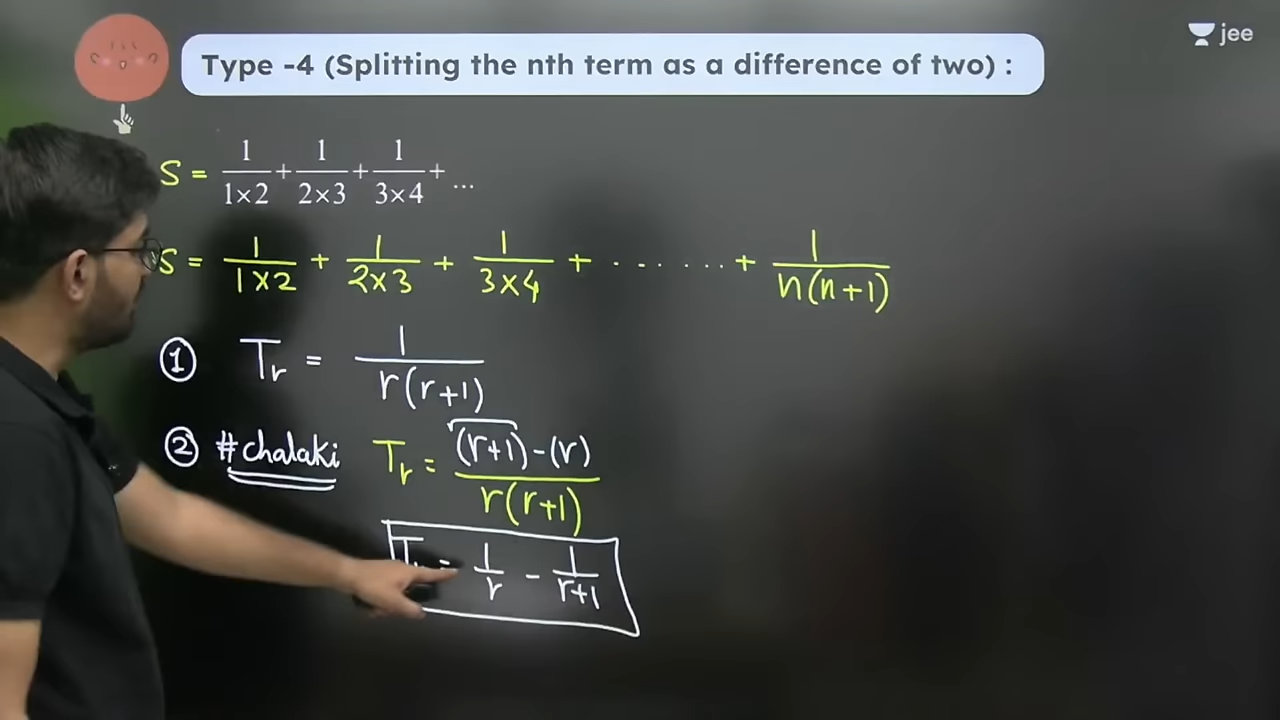 Type -4 (Splitting the nth term as a difference of two) :
jee
S = 1/1×2 + 1/2×3 + 1/3×4 + ...
S = 1/1×2 + 1/2×3 + 1/3×4 + ....... + 1/n(n+1)
① Tr = 1/r(r+1)
② #chalaki Tr = (r+1)-(r)/r(r+1)
T = 1/r - 1/r+1